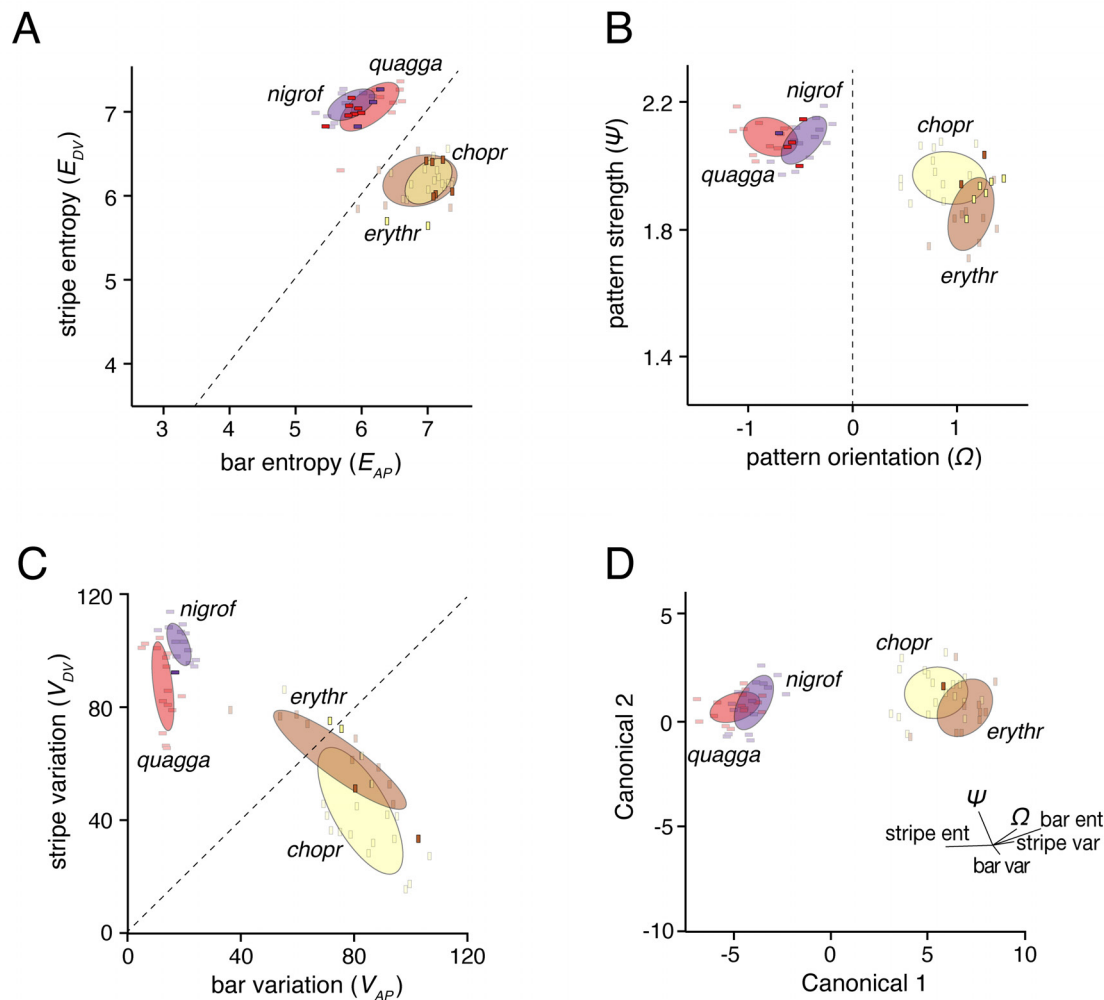 A
stripe entropy (E_DV)
7
6
5
4
quagga
nigrof
chopr
erythr
3
4
5
6
7
bar entropy (E_AP)
B
pattern strength (Ψ)
2.2
1.8
1.4
nigrof
chopr
quagga
erythr
-1
0
1
pattern orientation (Ω)
C
stripe variation (V_DV)
120
80
40
0
nigrof
erythr
quagga
chopr
0
40
80
120
bar variation (V_AP)
D
Canonical 2
5
0
-5
-10
chopr
nigrof
quagga
erythr
Ψ
Ω bar ent
stripe ent
stripe var
bar var
-5
0
5
10
Canonical 1